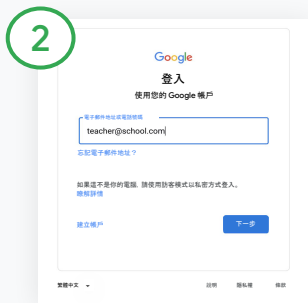 2
Google
登入
使用您的 Google 帳戶
電子郵件地址或電話號碼
teacher@school.com
忘記電子郵件地址？
如果這不是你的電腦，請使用訪客模式以私密方式登入。
瞭解詳情
建立帳戶
下一步
繁體中文
說明 隱私權 條款